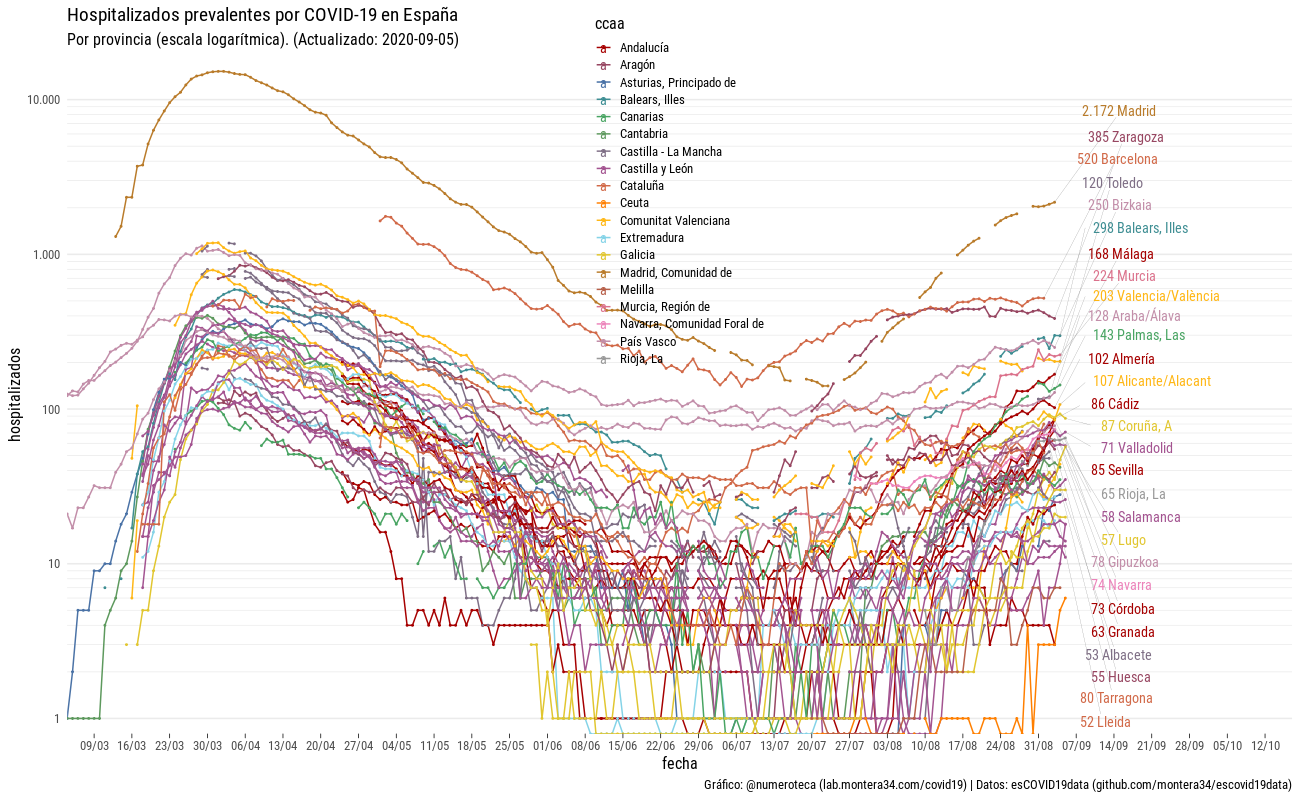 Hospitalizados prevalentes por COVID-19 en España
Por provincia (escala logarítmica). (Actualizado: 2020-09-05)
ccaa
Andalucía
Aragón
Asturias, Principado de
Balears, Illes
Canarias
Cantabria
Castilla - La Mancha
Castilla y León
Cataluña
Ceuta
Comunitat Valenciana
Extremadura
Galicia
Madrid, Comunidad de
Melilla
Murcia, Región de
Navarra, Comunidad Foral de
País Vasco
Rioja, La
hospitalizados
10.000
1.000
100
10
1
2.172 Madrid
385 Zaragoza
520 Barcelona
120 Toledo
250 Bizkaia
298 Balears, Illes
168 Málaga
224 Murcia
203 Valencia/València
128 Araba/Álava
143 Palmas, Las
102 Almería
107 Alicante/Alacant
86 Cádiz
87 Coruña, A
71 Valladolid
85 Sevilla
65 Rioja, La
58 Salamanca
57 Lugo
78 Gipuzkoa
74 Navarra
73 Córdoba
63 Granada
53 Albacete
55 Huesca
80 Tarragona
52 Lleida
09/03 16/03 23/03 30/03 06/04 13/04 20/04 27/04 04/05 11/05 18/05 25/05 01/06 08/06 15/06 22/06 29/06 06/07 13/07 20/07 27/07 03/08 10/08 17/08 24/08 31/08 07/09 14/09 21/09 28/09 05/10 12/10
fecha
Gráfico: @numeroteca (lab.montera34.com/covid19) | Datos: esCOVID19data (github.com/montera34/escovid19data)